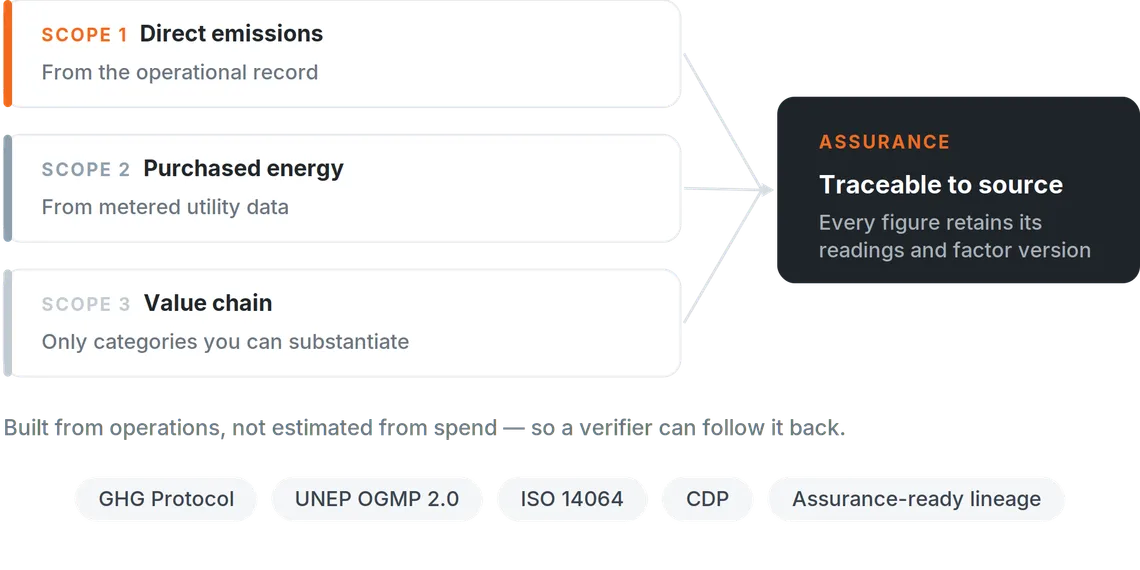 SCOPE 1 Direct emissions
From the operational record
SCOPE 2 Purchased energy
From metered utility data
SCOPE 3 Value chain
Only categories you can substantiate
ASSURANCE
Traceable to source
Every figure retains its
readings and factor version
Built from operations, not estimated from spend — so a verifier can follow it back.
GHG Protocol
UNEP OGMP 2.0
ISO 14064
CDP
Assurance-ready lineage